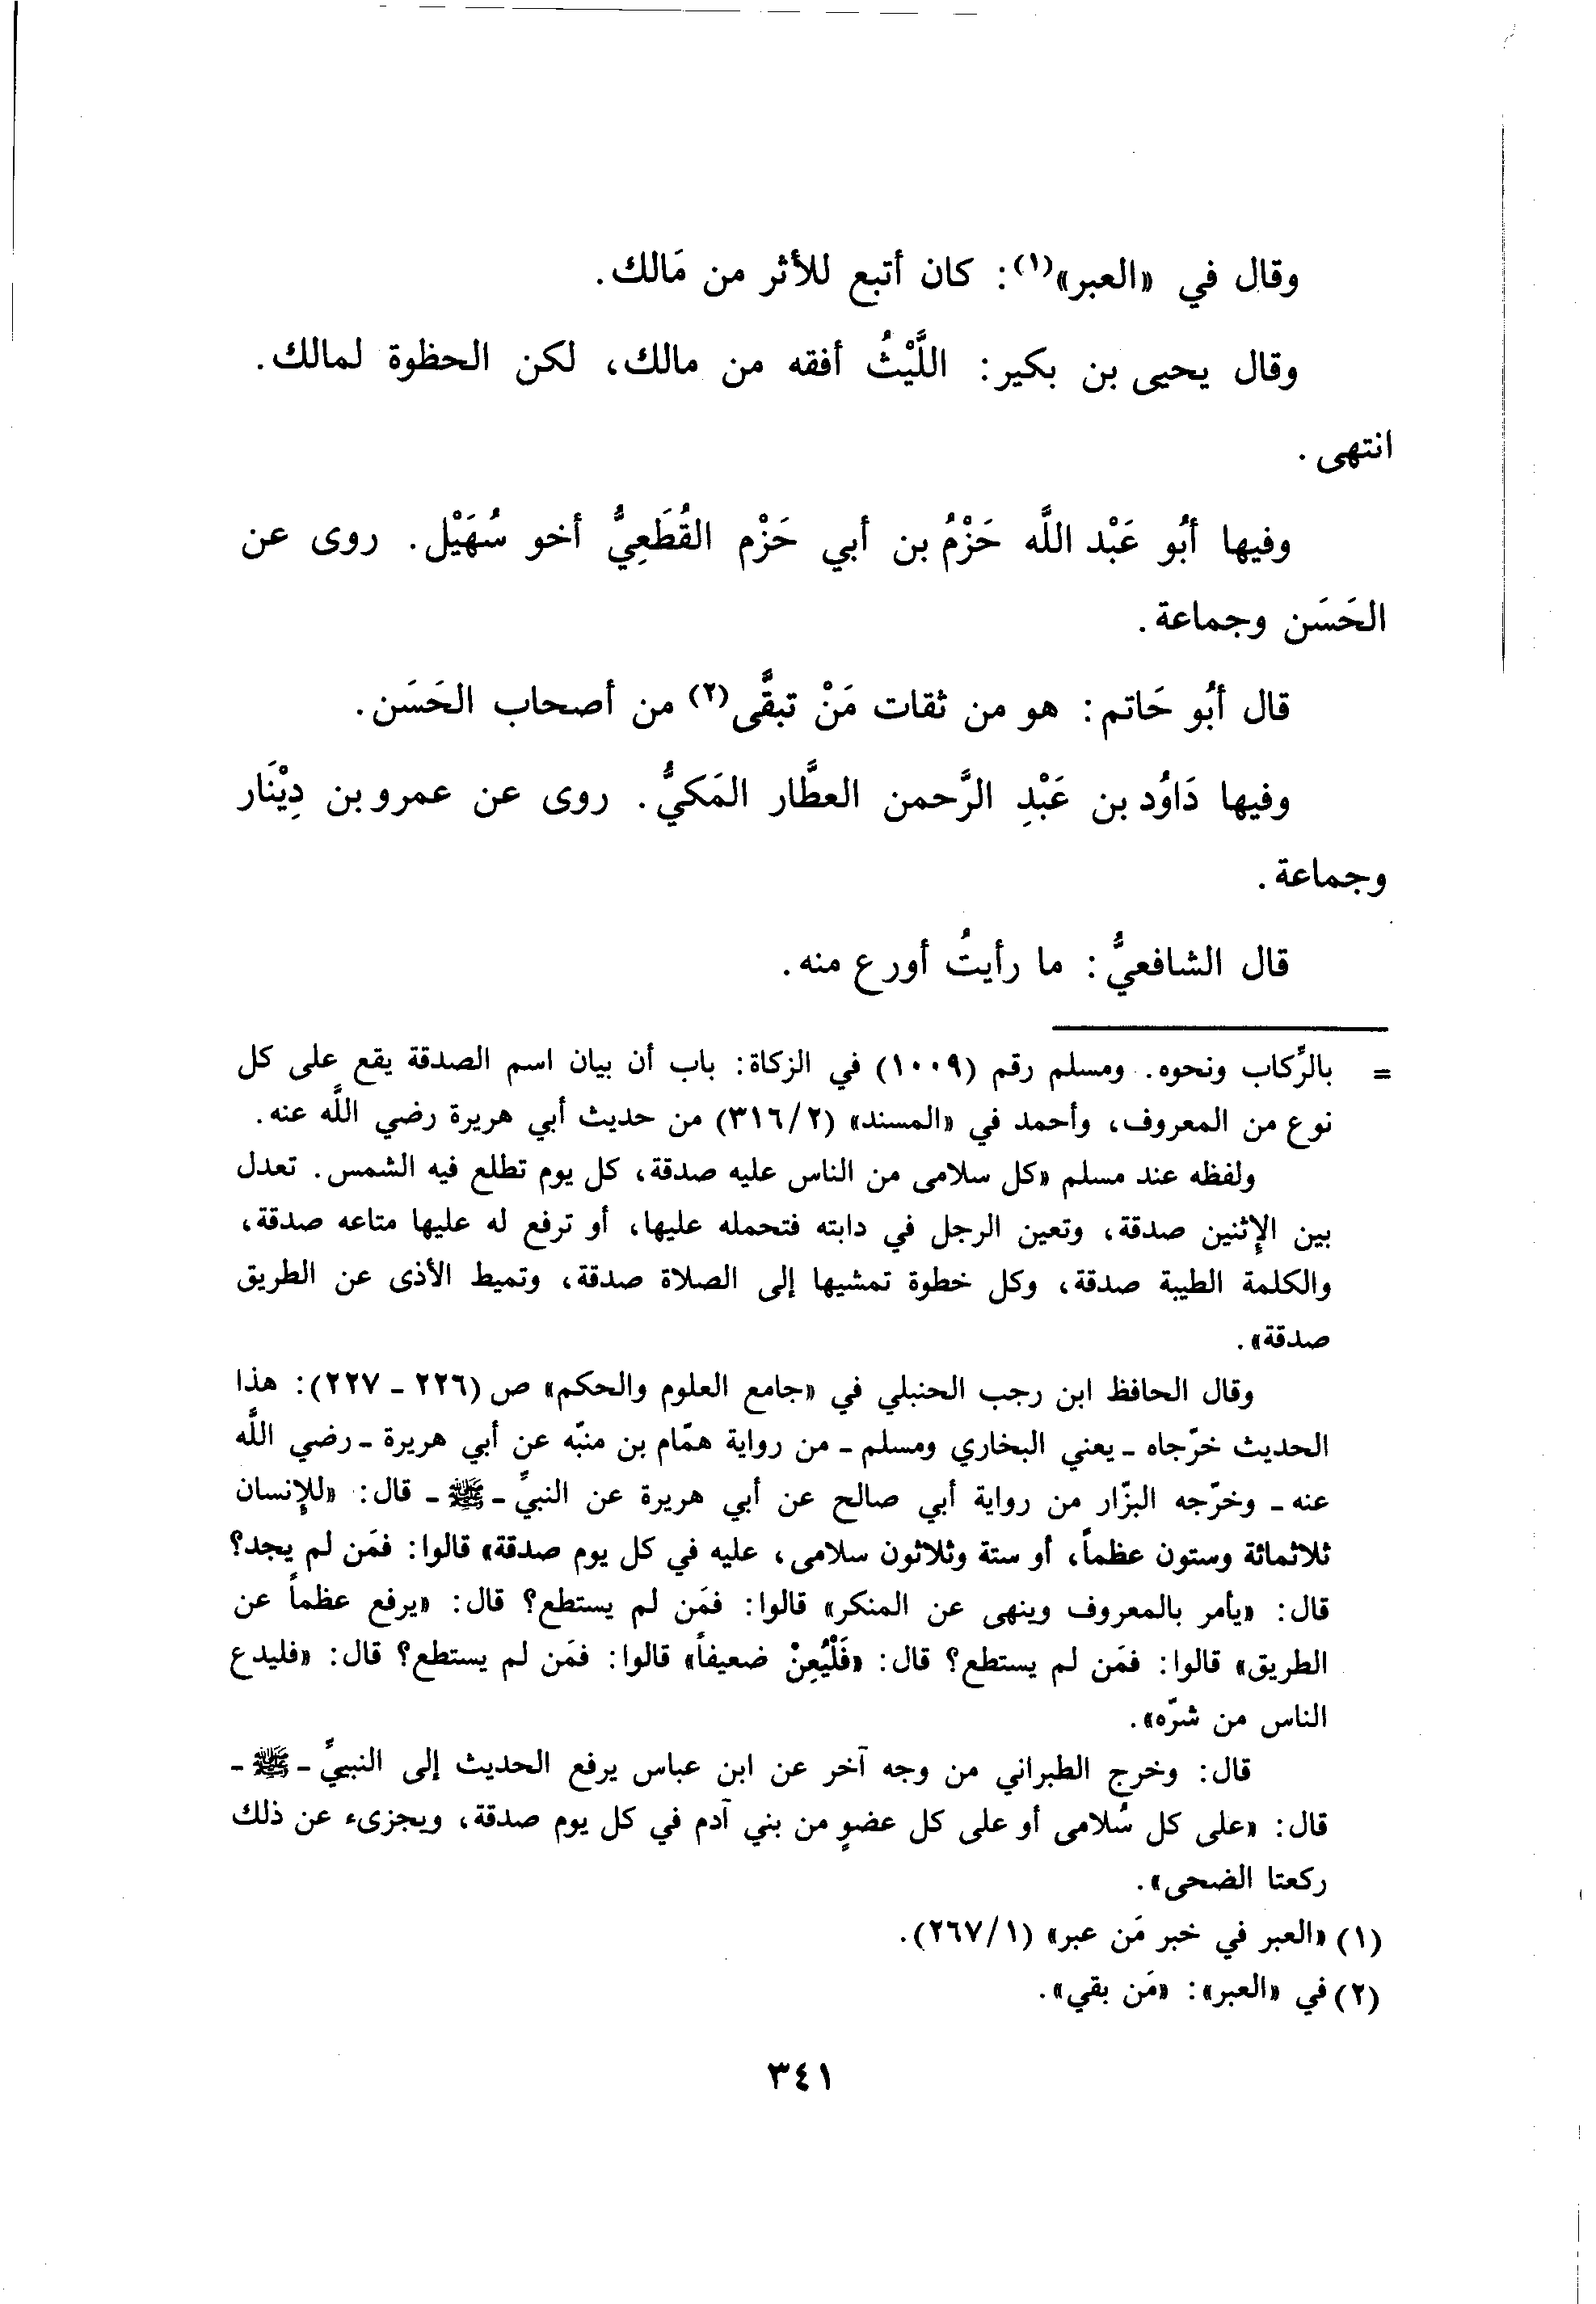 وقال في «العبر»(١): كان أتبع للأثر من مَالك.
وقال يحيى بن بكير: اللَّيْثُ أفقه من مالك، لكن الحظوة لمالك.
انتهى.
وفيها أبُو عَبْد اللَّه حَزْمُ بن أبي حَزْم القُطَعِيُّ أخو سُهَيْل. روى عن
الحَسَن وجماعة.
قال أبُو حَاتم: هو من ثقات مَنْ تبقَّى(٢) من أصحاب الحَسَن.
وفيها دَاوُد بن عَبْدِ الرَّحمن العطَّار المَكيُّ. روى عن عمرو بن دِيْنَار
وجماعة.
قال الشافعيُّ: ما رأيتُ أورع منه.
= بالرِّكاب ونحوه. ومسلم رقم (١٠٠٩) في الزكاة: باب أن بيان اسم الصدقة يقع على كل
نوع من المعروف، وأحمد في «المسند» (٣١٦/٢) من حديث أبي هريرة رضي اللَّه عنه.
ولفظه عند مسلم «كل سلامى من الناس عليه صدقة، كل يوم تطلع فيه الشمس. تعدل
بين الإثنين صدقة، وتعين الرجل في دابته فتحمله عليها، أو ترفع له عليها متاعه صدقة،
والكلمة الطيبة صدقة، وكل خطوة تمشيها إلى الصلاة صدقة، وتميط الأذى عن الطريق
صدقة».
وقال الحافظ ابن رجب الحنبلي في «جامع العلوم والحكم» ص (٢٢٦ - ٢٢٧): هذا
الحديث خرّجاه - يعني البخاري ومسلم - من رواية همّام بن منبّه عن أبي هريرة - رضي اللَّه
عنه - وخرّجه البزّار من رواية أبي صالح عن أبي هريرة عن النبيِّ - ﷺ - قال: «للإنسان
ثلاثمائة وستون عظماً، أو ستة وثلاثون سلامى، عليه في كل يوم صدقة» قالوا: فمَن لم يجد؟
قال: «يأمر بالمعروف وينهى عن المنكر» قالوا: فمَن لم يستطع؟ قال: «يرفع عظماً عن
الطريق» قالوا: فمَن لم يستطع؟ قال: «فَلْيُعِنْ ضعيفاً» قالوا: فمَن لم يستطع؟ قال: «فليدع
الناس من شرّه».
قال: وخرج الطبراني من وجه آخر عن ابن عباس يرفع الحديث إلى النبيِّ - ﷺ -
قال: «على كل سُلامى أو على كل عضوٍ من بني آدم في كل يوم صدقة، ويجزىء عن ذلك
ركعتا الضحى».
(١) «العبر في خبر مَن عبر» (٢٦٧/١).
(٢) في «العبر»: «مَن بقي».
٣٤١